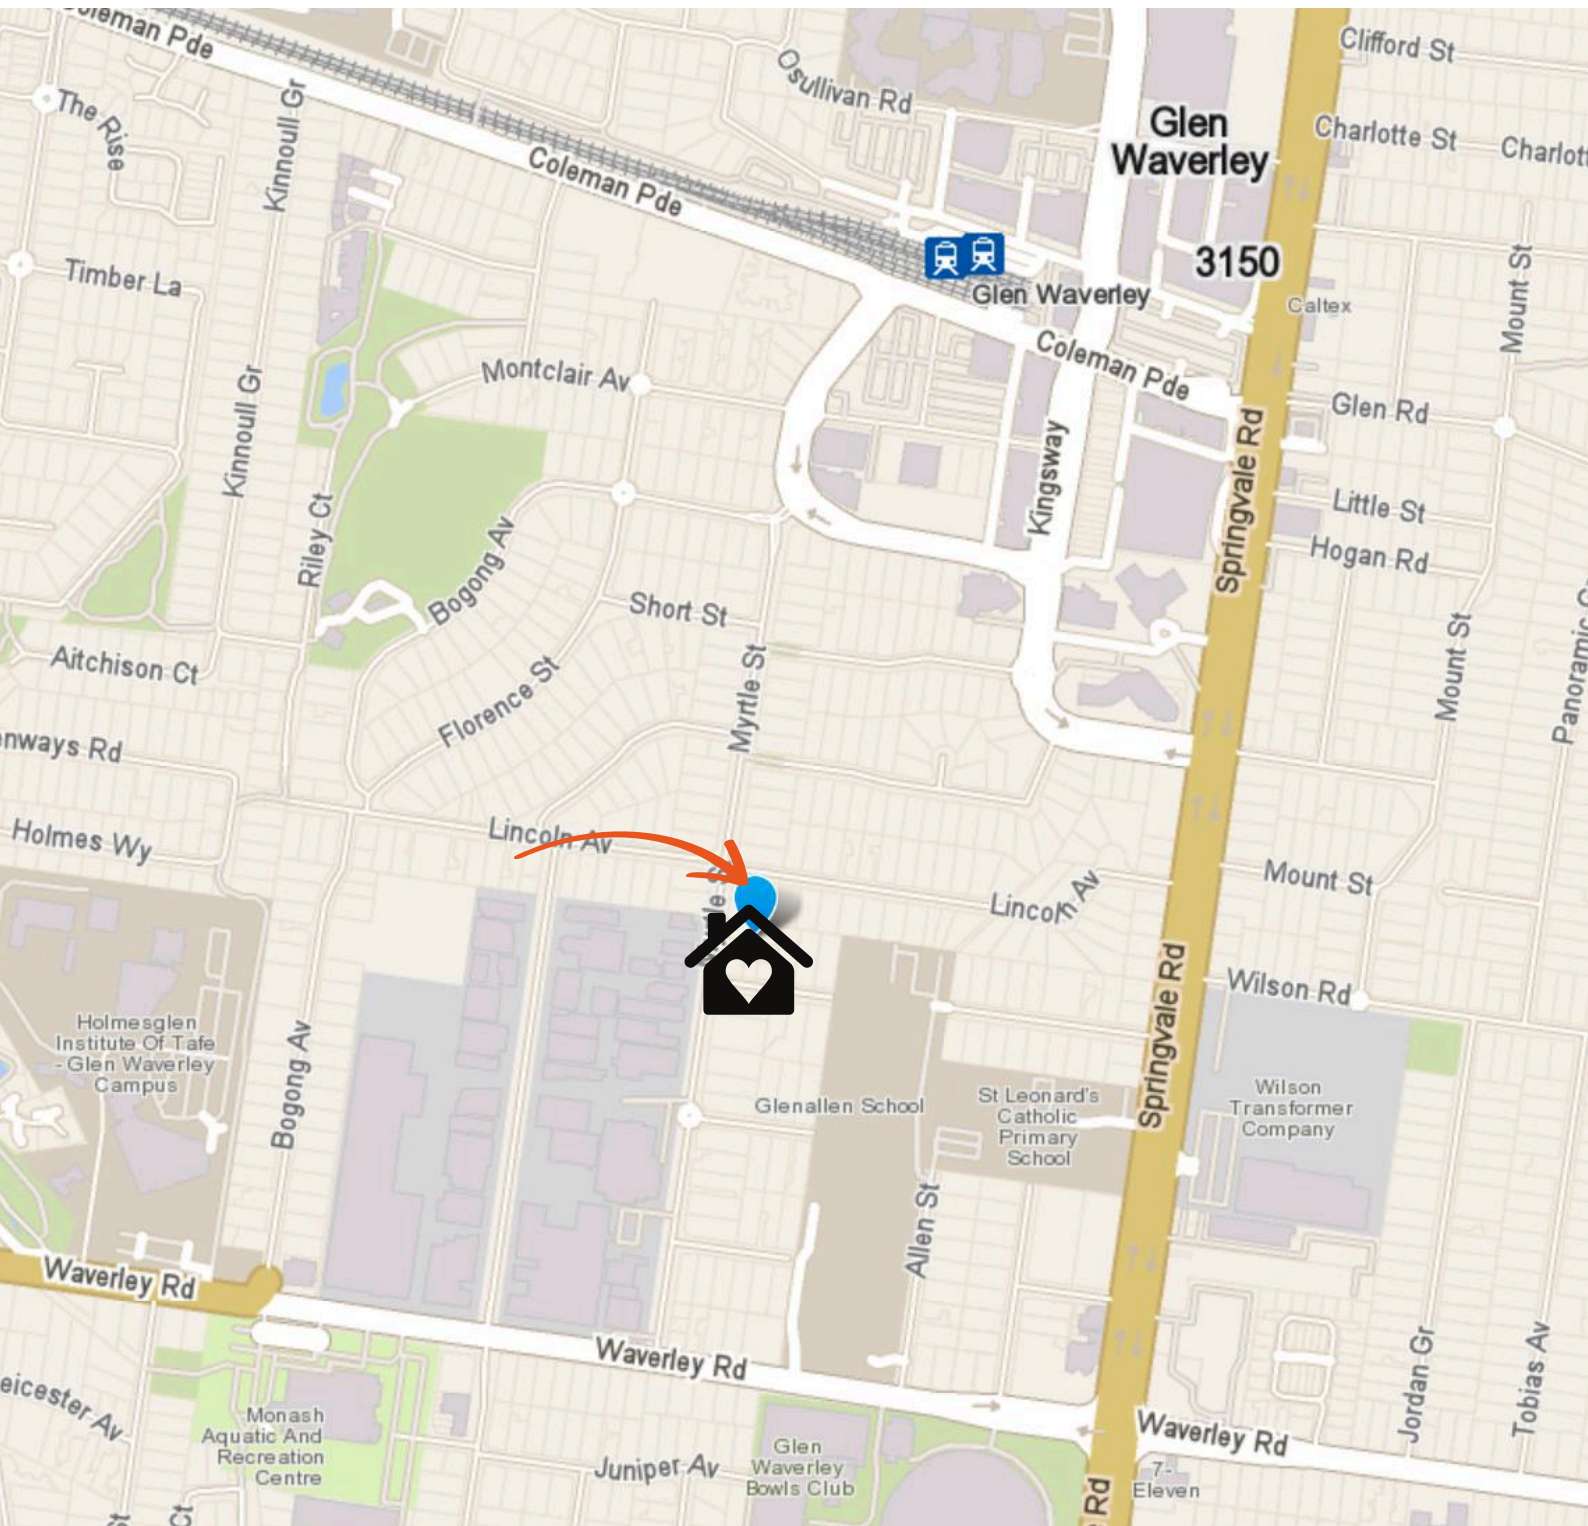 Coleman Pde
Clifford St
Osullivan Rd
The Rise
Kinnoull Gr
Glen
Waverley
Charlotte St
Coleman Pde
3150
Mount St
Timber La
Glen Waverley
Caltex
Coleman Pde
Montclair Av
Glen Rd
Kinnoull Gr
Kingsway
Springvale Rd
Little St
Riley Ct
Hogan Rd
Bogong Av
Short St
Mount St
Aitchison Ct
Myrtle St
Florence St
Holmes Wy
Lincoln Av
Mount St
Lincoln Av
Springvale Rd
Wilson Rd
Holmesglen
Institute Of Tafe
- Glen Waverley
Campus
Bogong Av
Glenallen School
St Leonard's
Catholic
Primary
School
Wilson
Transformer
Company
Allen St
Waverley Rd
Waverley Rd
Jordan Gr
Tobias Av
Monash
Aquatic And
Recreation
Centre
Juniper Av
Glen
Waverley
Bowls Club
Waverley Rd
7-
Eleven
Rd